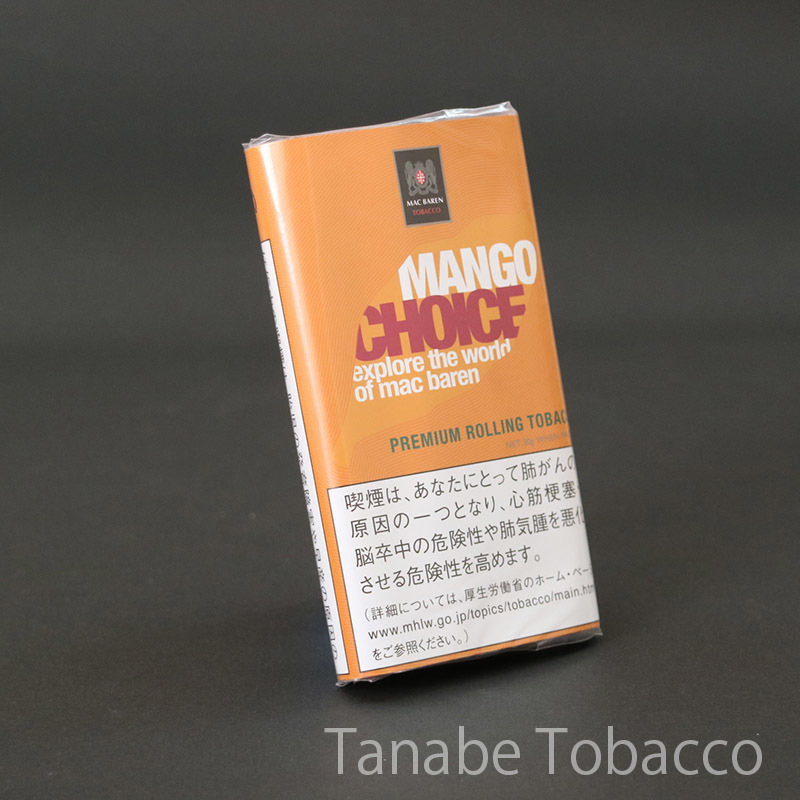 MAC BAREN
TOBACCO
MANGO
CHOICE
explore the world
of mac baren
PREMIUM ROLLING TOBAC
喫煙は、あなたにとって肺がんの
原因の一つとなり、心筋梗塞
脳卒中の危険性や肺気腫を悪化
させる危険性を高めます。
(詳細については、厚生労働省のホーム・ペー
www.mhlw.go.jp/topics/tobacco/main.htm
をご参照ください。)
Tanabe Tobacco